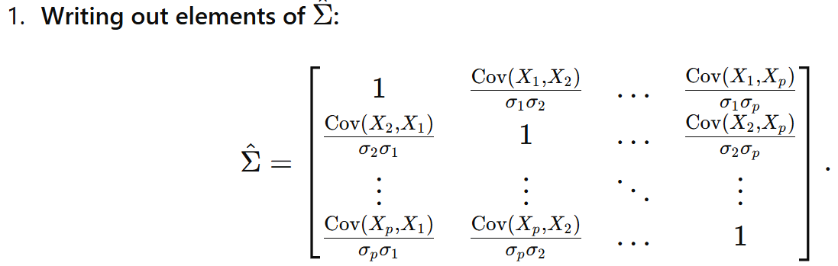 1. Writing out elements of Σ̂:
Σ̂ = [ 1 Cov(X₁,X₂)/σ₁σ₂ … Cov(X₁,Xₚ)/σ₁σₚ
Cov(X₂,X₁)/σ₂σ₁ 1 … Cov(X₂,Xₚ)/σ₂σₚ
⋮ ⋮ ⋱ ⋮
Cov(Xₚ,X₁)/σₚσ₁ Cov(Xₚ,X₂)/σₚσ₂ … 1 ] .